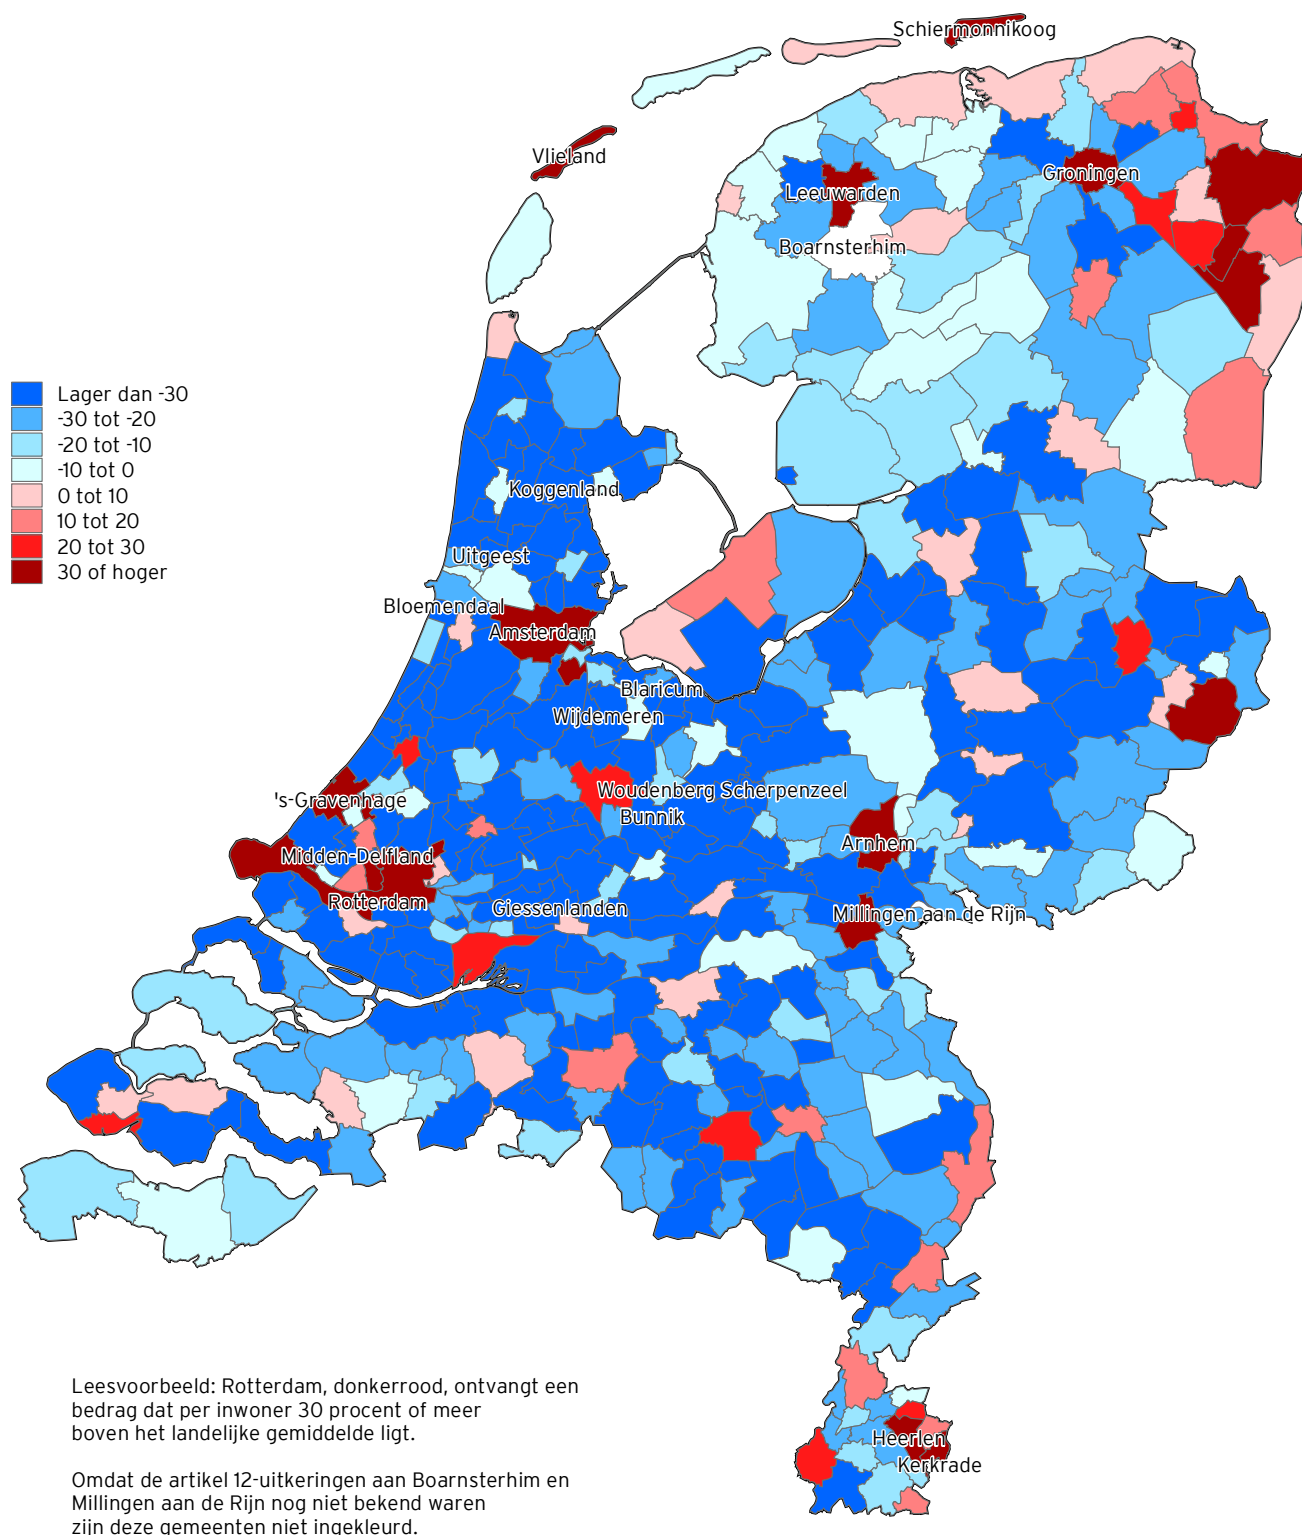 Schiermonnikoog
Vlieland
Groningen
Leeuwarden
Boarnsterhim
Lager dan -30
-30 tot -20
-20 tot -10
-10 tot 0
0 tot 10
10 tot 20
20 tot 30
30 of hoger
Koggenland
Uitgeest
Bloemendaal
Amsterdam
Blaricum
Wijdemeren
's-Gravenhage
Woudenberg Scherpenzeel
Bunnik
Arnhem
Midden-Delfland
Rotterdam
Giessenlanden
Millingen aan de Rijn
Leesvoorbeeld: Rotterdam, donkerrood, ontvangt een
bedrag dat per inwoner 30 procent of meer
boven het landelijke gemiddelde ligt.
Heerlen
Kerkrade
Omdat de artikel 12-uitkeringen aan Boarnsterhim en
Millingen aan de Rijn nog niet bekend waren
zijn deze gemeenten niet ingekleurd.